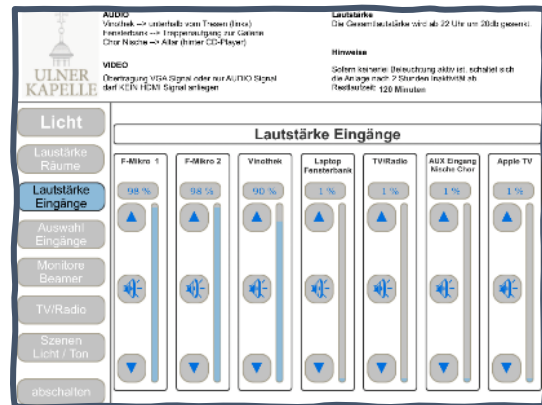 AUDIO
Vinothek --> unterhalb vom Tresen (links)
Fensterbank --> Treppenaufgang zur Galerie
Chor Nische --> Altar (hinter CD-Player)
VIDEO
Übertragung VGA Signal oder nur AUDIO Signal
darf KEIN HDMI Signal anliegen
Lautstärke
Die Gesamtlautstärke wird ab 22 Uhr um 20db gesenkt.
Hinweise
Sofern keinerlei Beleuchtung aktiv ist, schaltet sich
die Anlage nach 2 Stunden Inaktivität ab
Restlaufzeit: 120 Minuten
ULNER
KAPELLE
Licht
Lautstärke
Räume
Lautstärke
Eingänge
Auswahl
Eingänge
Monitore
Beamer
TV/Radio
Szenen
Licht / Ton
abschalten
Lautstärke Eingänge
F-Mikro 1
98 %
F-Mikro 2
98 %
Vinothek
90 %
Laptop
Fensterbank
1 %
TV/Radio
1 %
AUX Eingang
Nische Chor
1 %
Apple TV
1 %